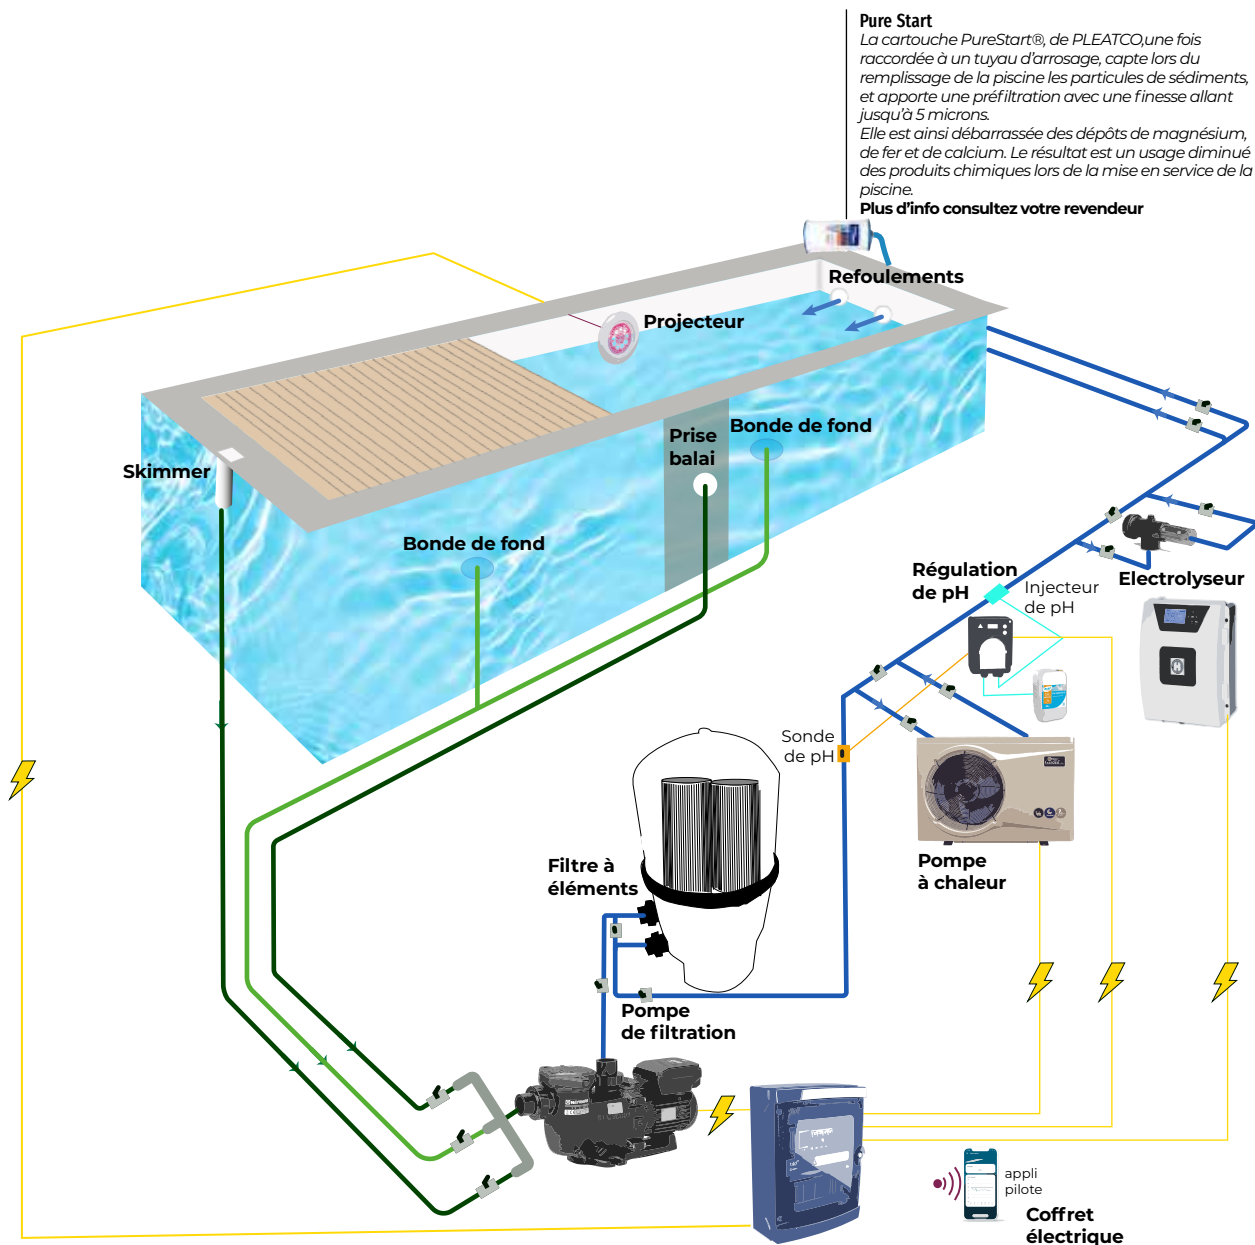 Pure Start
La cartouche PureStart®, de PLEATCO,une fois
raccordée à un tuyau d'arrosage, capte lors du
remplissage de la piscine les particules de sédiments,
et apporte une préfiltration avec une finesse allant
jusqu'à 5 microns.
Elle est ainsi débarrassée des dépôts de magnésium,
de fer et de calcium. Le résultat est un usage diminué
des produits chimiques lors de la mise en service de la
piscine.
Plus d'info consultez votre revendeur
Refoulements
Projecteur
Prise
balai
Bonde de fond
Skimmer
Bonde de fond
Régulation
de pH
Injecteur
de pH
Electrolyseur
Sonde
de pH
Filtre à
éléments
Pompe
à chaleur
Pompe
de filtration
appli
pilote
Coffret
électrique